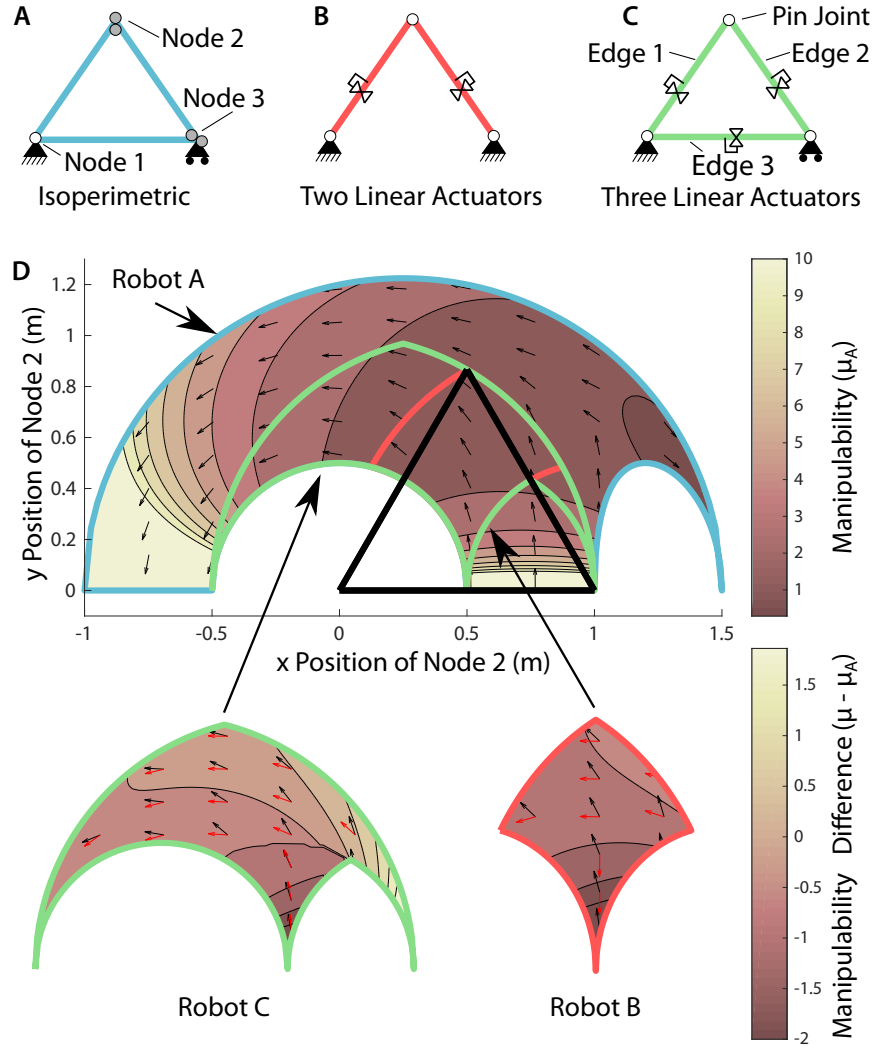 A
B
C
Node 2
Node 3
Node 1
Pin Joint
Edge 1
Edge 2
Edge 3
Isoperimetric
Two Linear Actuators
Three Linear Actuators
D
Robot A
y Position of Node 2 (m)
1.2
1
0.8
0.6
0.4
0.2
0
-1
-0.5
0
0.5
1
1.5
x Position of Node 2 (m)
10
9
8
7
6
5
4
3
2
1
Manipulability (μA)
Robot C
Robot B
1.5
1
0.5
0
-0.5
-1
-1.5
-2
Manipulability Difference (μ - μA)